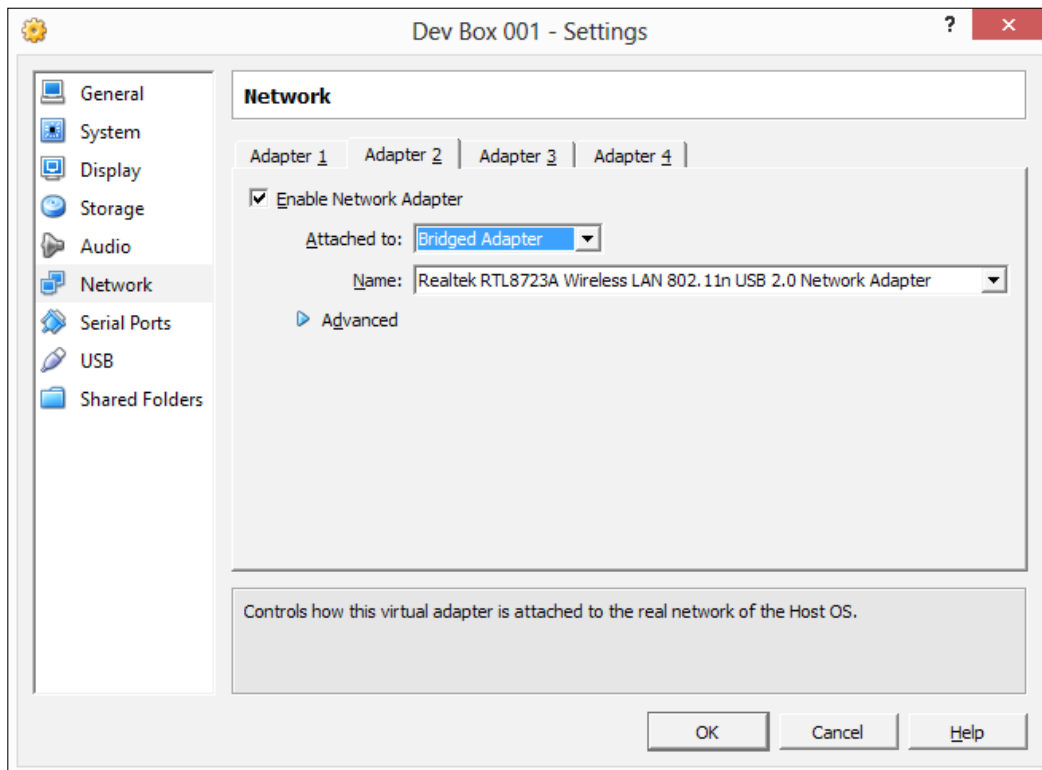 Dev Box 001 - Settings
?
General
System
Display
Storage
Audio
Network
Serial Ports
USB
Shared Folders
Network
Adapter 1
Adapter 2
Adapter 3
Adapter 4
Enable Network Adapter
Attached to: Bridged Adapter
Name: Realtek RTL8723A Wireless LAN 802.11n USB 2.0 Network Adapter
Advanced
Controls how this virtual adapter is attached to the real network of the Host OS.
OK
Cancel
Help